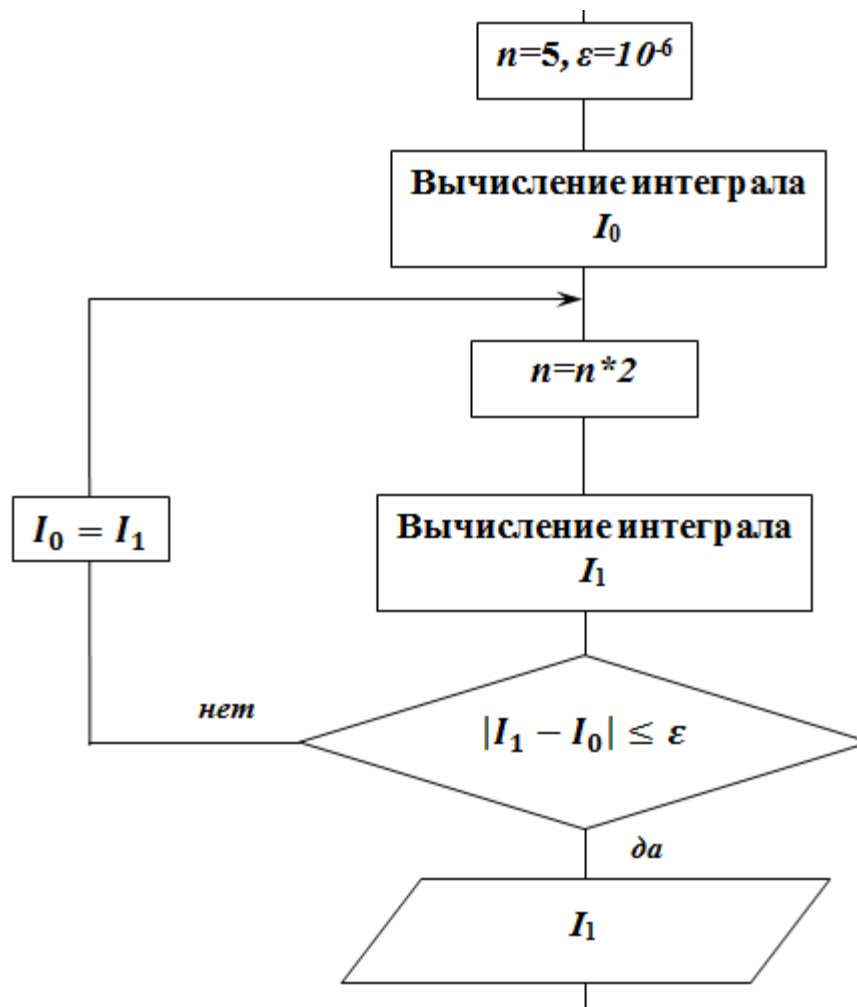 n=5, ε=10⁻⁶
Вычисление интеграла
I₀
n=n*2
I₀ = I₁
Вычисление интеграла
I₁
нет
|I₁ − I₀| ≤ ε
да
I₁